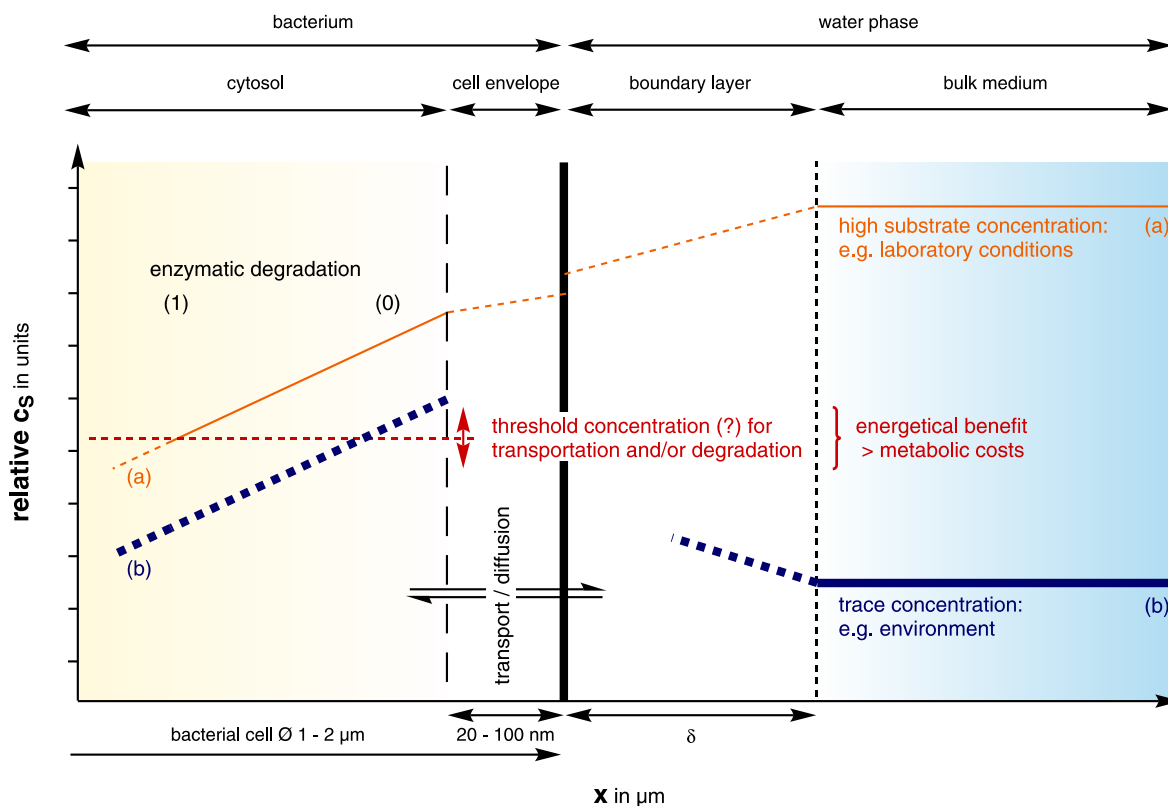 bacterium
water phase
cytosol
cell envelope
boundary layer
bulk medium
relative cS in units
enzymatic degradation
(1)
(0)
high substrate concentration:
(a)
e.g. laboratory conditions
threshold concentration (?) for
transportation and/or degradation
energetical benefit
> metabolic costs
(a)
(b)
transport / diffusion
trace concentration:
(b)
e.g. environment
bacterial cell Ø 1 - 2 µm
20 - 100 nm
δ
x in µm